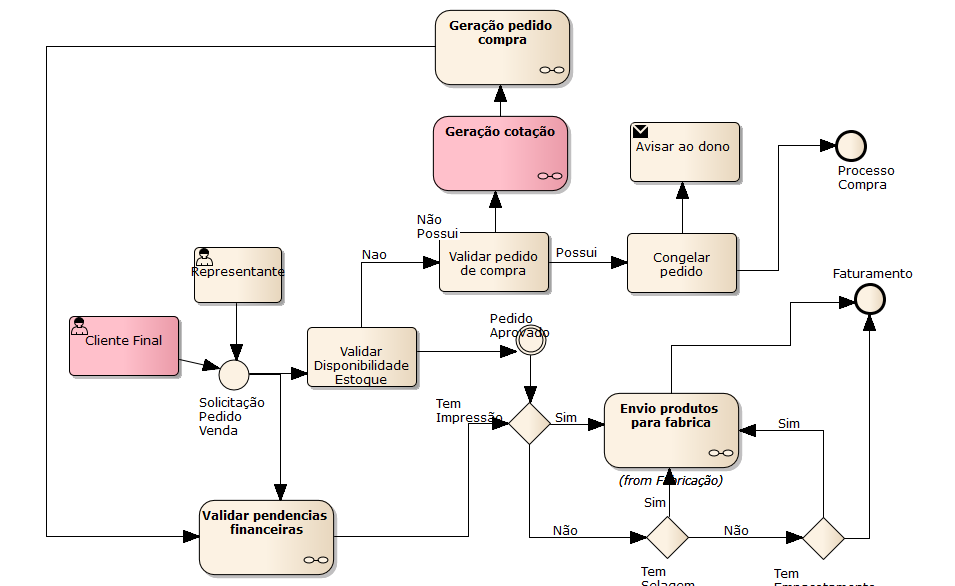 Geração pedido
compra
Geração cotação
Avisar ao dono
Processo
Compra
Não
Possui
Validar pedido
de compra
Possui
Congelar
pedido
Nao
Representante
Faturamento
Cliente Final
Pedido
Aprovado
Validar
Disponibilidade
Estoque
Solicitação
Pedido
Venda
Tem
Impressão
Sim
Envio produtos
para fabrica
(from Fabricação)
Sim
Sim
Validar pendencias
financeiras
Não
Não
Tem
Selagem
Tem
Empacotamento